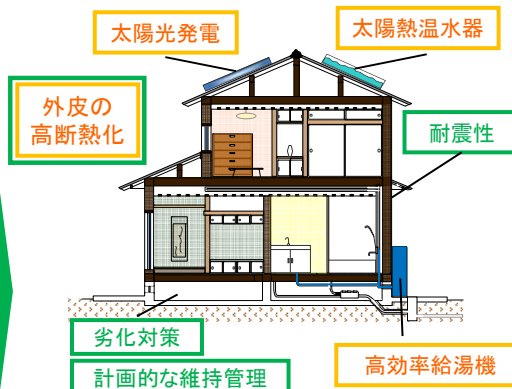 太陽光発電
太陽熱温水器
外皮の
高断熱化
耐震性
劣化対策
高効率給湯機
計画的な維持管理